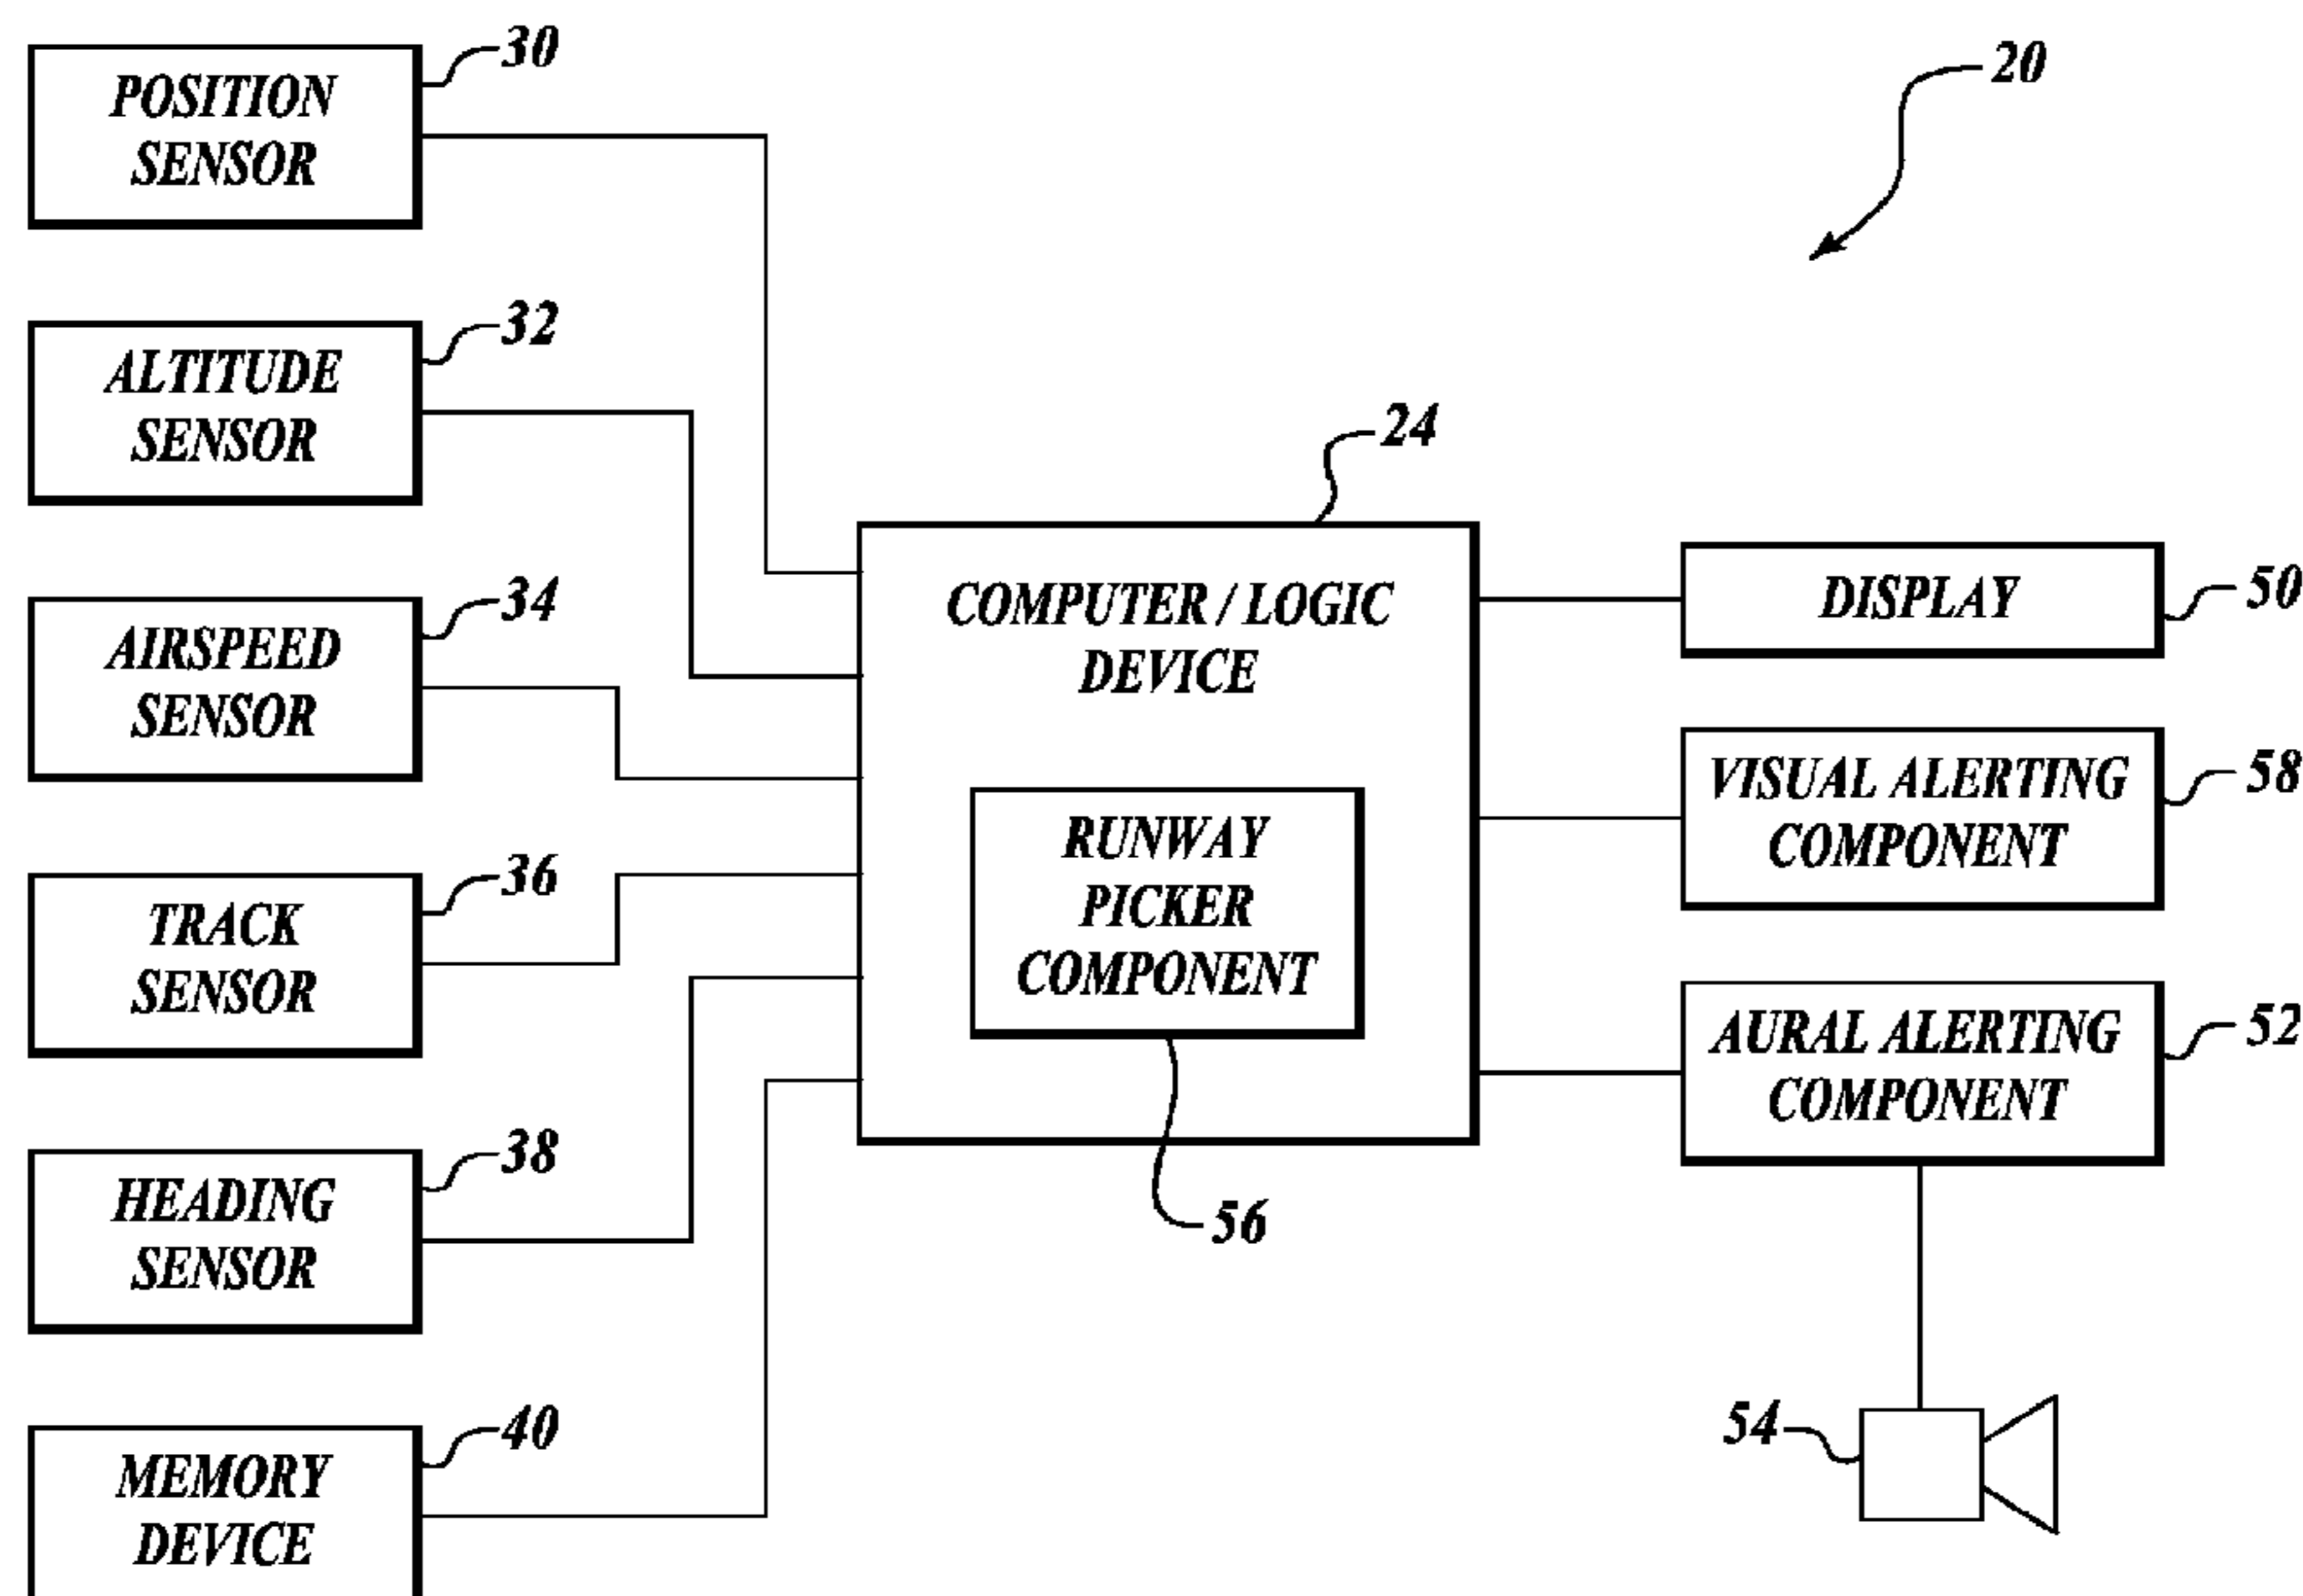 30
POSITION
SENSOR
20
32
ALTITUDE
SENSOR
24
34
AIRSPEED
SENSOR
COMPUTER / LOGIC
DEVICE
DISPLAY
50
VISUAL ALERTING
COMPONENT
58
36
TRACK
SENSOR
RUNWAY
PICKER
COMPONENT
56
AURAL ALERTING
COMPONENT
52
38
HEADING
SENSOR
40
MEMORY
DEVICE
54